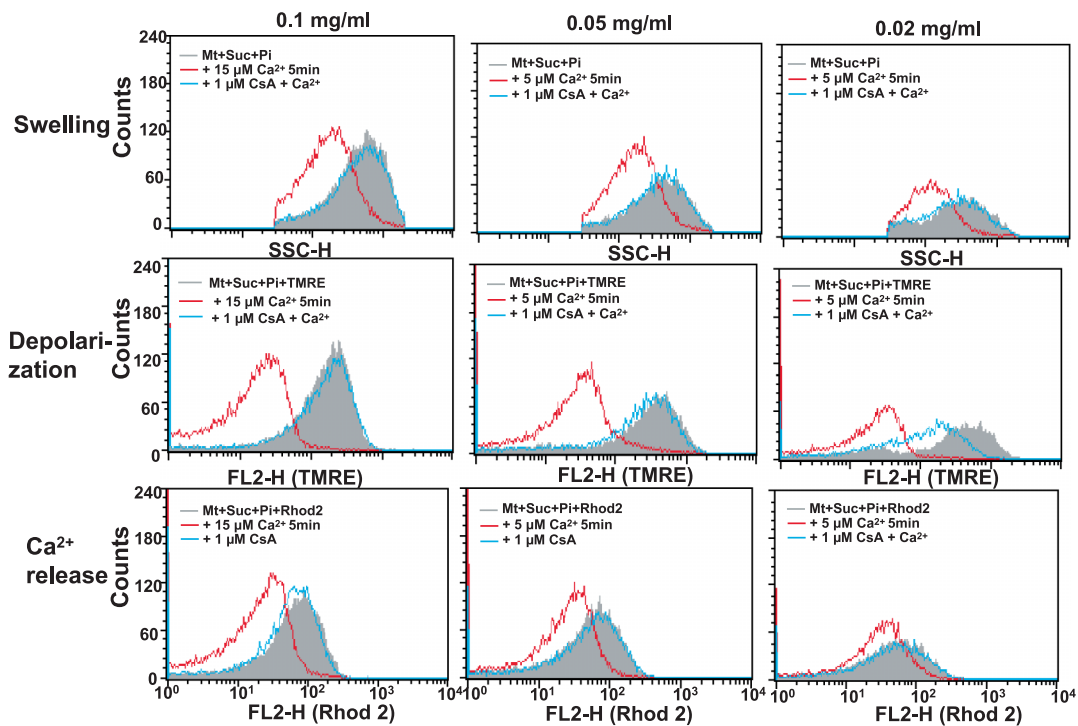 0.1 mg/ml
0.05 mg/ml
0.02 mg/ml
Swelling
Counts
240
180
120
60
0
Mt+Suc+Pi
+ 15 µM Ca²⁺ 5min
+ 1 µM CsA + Ca²⁺
SSC-H
Mt+Suc+Pi
+ 5 µM Ca²⁺ 5min
+ 1 µM CsA + Ca²⁺
SSC-H
Mt+Suc+Pi
+ 5 µM Ca²⁺ 5min
+ 1 µM CsA + Ca²⁺
SSC-H
Depolari-
zation
Counts
240
180
120
60
0
Mt+Suc+Pi+TMRE
+ 15 µM Ca²⁺ 5min
+ 1 µM CsA + Ca²⁺
FL2-H (TMRE)
Mt+Suc+Pi+TMRE
+ 5 µM Ca²⁺ 5min
+ 1 µM CsA + Ca²⁺
FL2-H (TMRE)
Mt+Suc+Pi+TMRE
+ 5 µM Ca²⁺ 5min
+ 1 µM CsA + Ca²⁺
FL2-H (TMRE)
Ca²⁺
release
Counts
240
180
120
60
0
Mt+Suc+Pi+Rhod2
+ 15 µM Ca²⁺ 5min
+ 1 µM CsA
10⁰ 10¹ 10² 10³ 10⁴
FL2-H (Rhod 2)
Mt+Suc+Pi+Rhod2
+ 5 µM Ca²⁺ 5min
+ 1 µM CsA
10¹ 10² 10³ 10⁴
FL2-H (Rhod 2)
Mt+Suc+Pi+Rhod2
+ 5 µM Ca²⁺ 5min
+ 1 µM CsA + Ca²⁺
10⁰ 10¹ 10² 10³ 10⁴
FL2-H (Rhod 2)